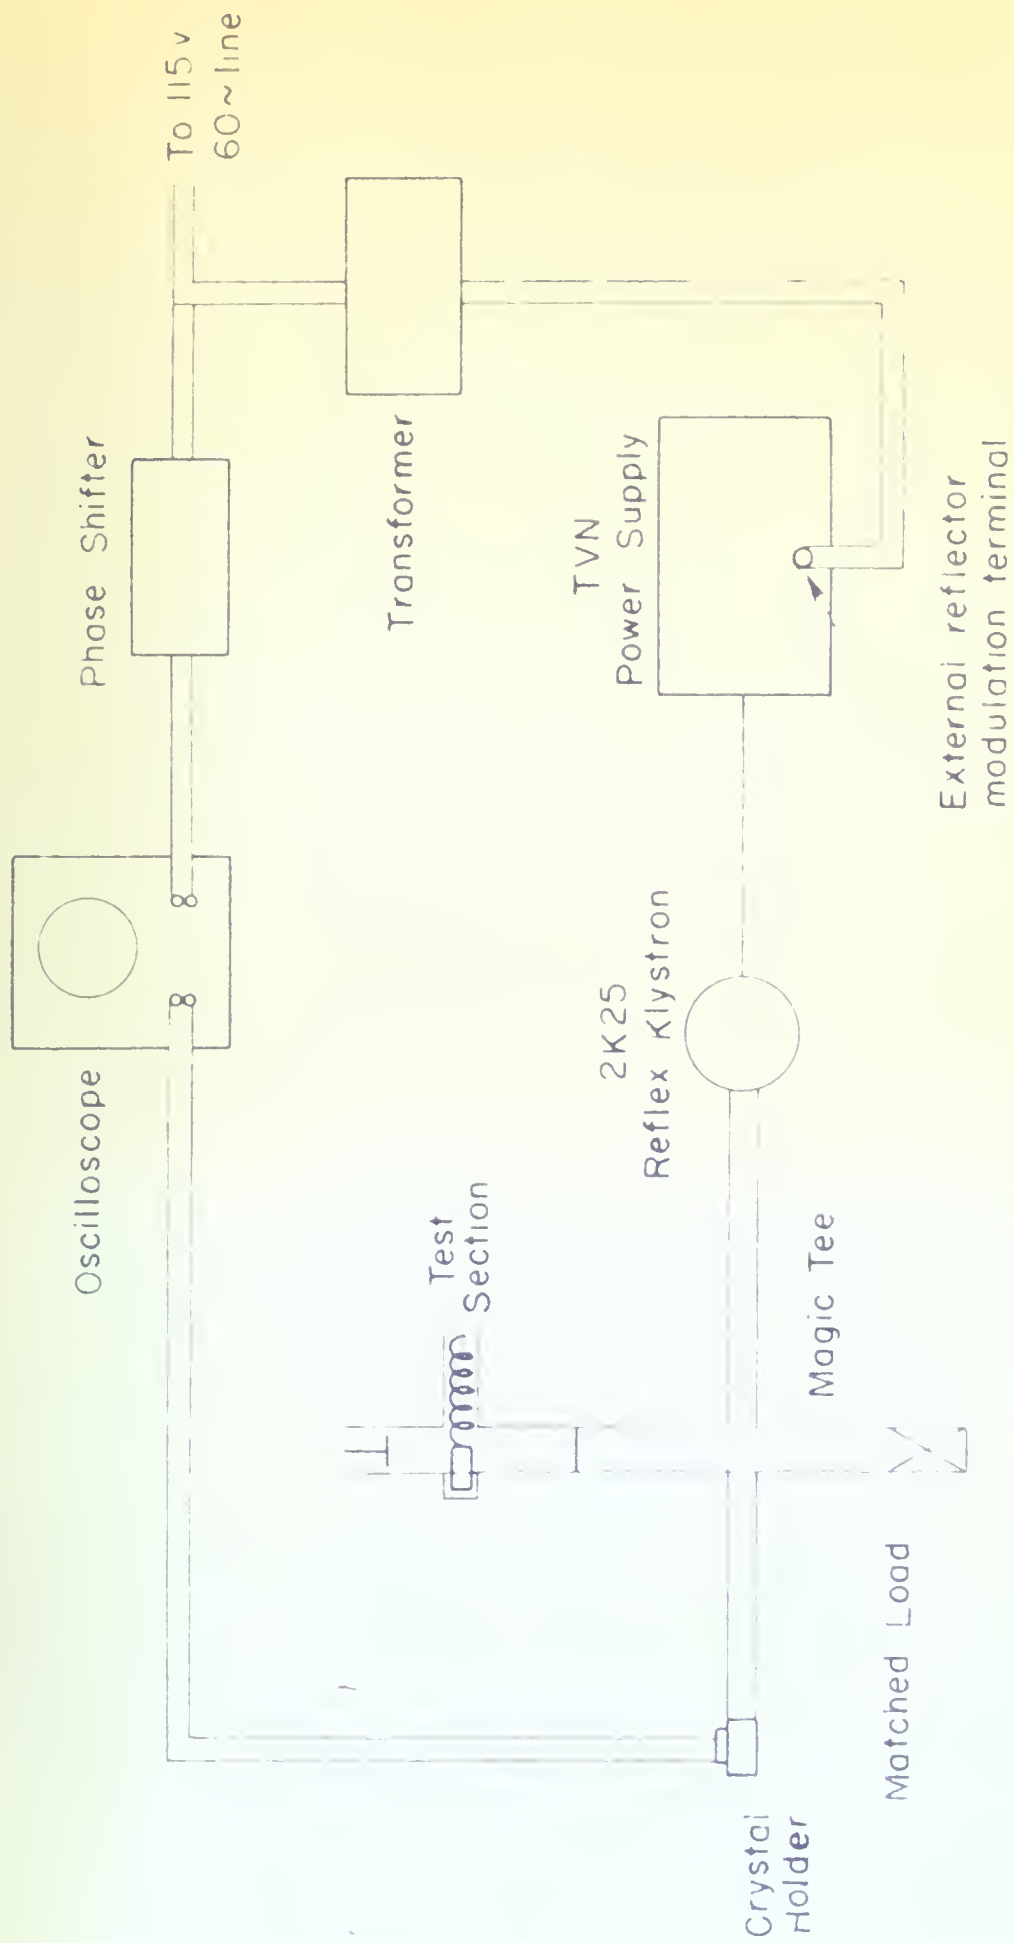 To 115 v
60~line
Phase Shifter
Oscilloscope
Transformer
Test
Section
TVN
Power Supply
2K25
Reflex Klystron
Magic Tee
External reflector
modulation terminal
Matched Load
Crystal
Holder